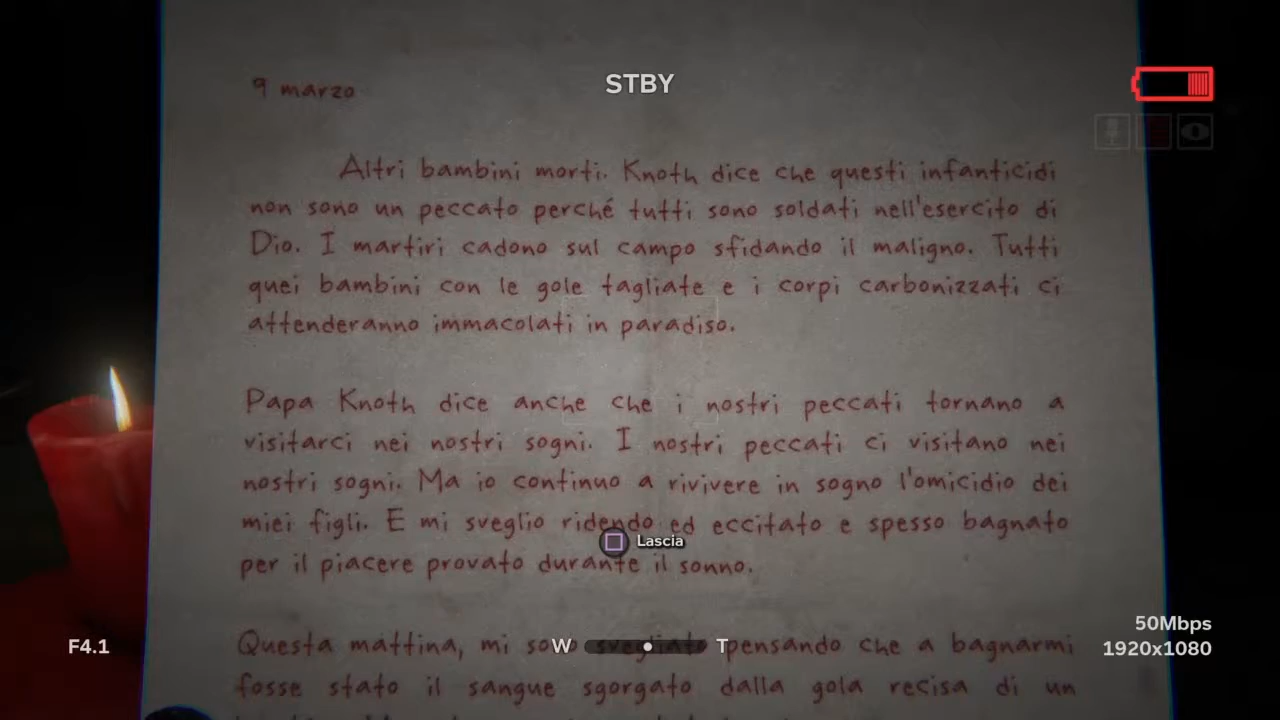 9 marzo
STBY
Altri bambini morti. Knoth dice che questi infanticidi
non sono un peccato perché tutti sono soldati nell'esercito di
Dio. I martiri cadono sul campo sfidando il maligno. Tutti
quei bambini con le gole tagliate e i corpi carbonizzati ci
attenderanno immacolati in paradiso.
Papa Knoth dice anche che i nostri peccati tornano a
visitarci nei nostri sogni. I nostri peccati ci visitano nei
nostri sogni. Ma io continuo a rivivere in sogno l'omicidio dei
miei figli. E mi sveglio ridendo ed eccitato e spesso bagnato
Lascia
per il piacere provato durante il sonno.
50Mbps
Questa mattina, mi svegliato pensando che a bagnarmi
F4.1
W T
1920x1080
fosse stato il sangue sgorgato dalla gola recisa di un